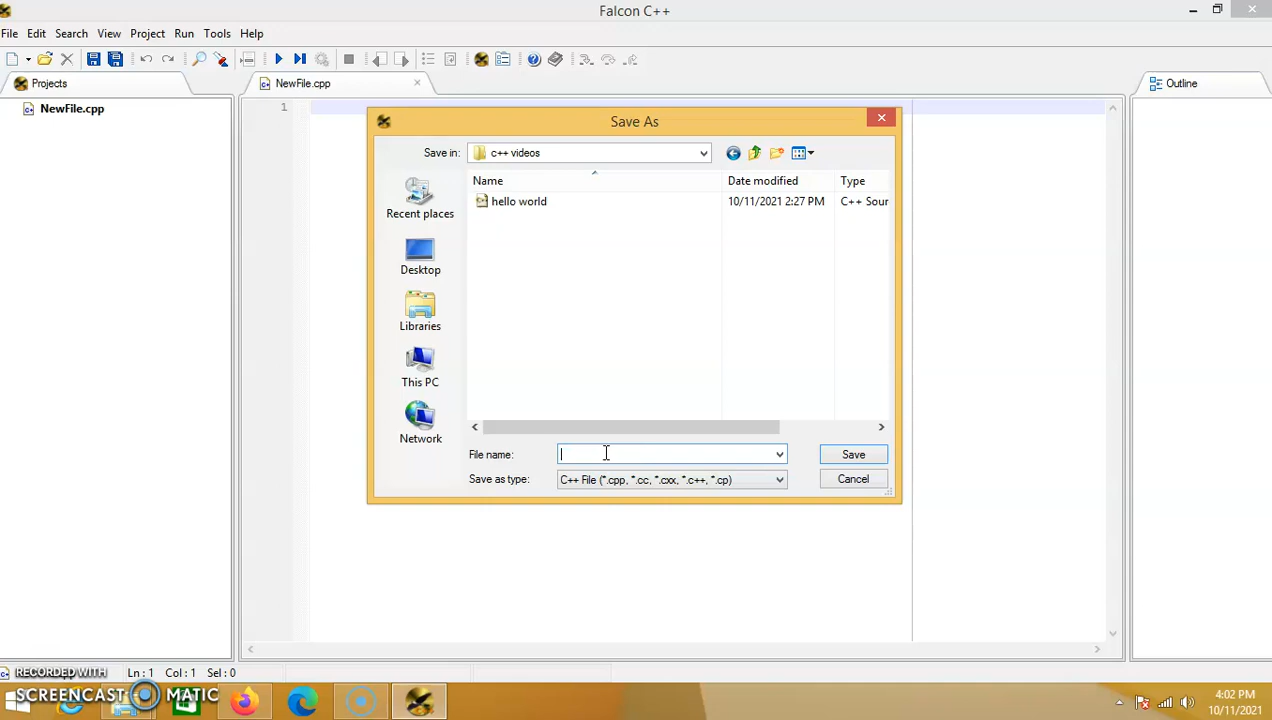 Falcon C++
File Edit Search View Project Run Tools Help
Projects
NewFile.cpp
Outline
NewFile.cpp
1
Save As
Save in: c++ videos
Name Date modified Type
hello world 10/11/2021 2:27 PM C++ Sour
Recent places
Desktop
Libraries
This PC
Network
File name:
Save
Save as type: C++ File (*.cpp, *.cc, *.cxx, *.c++, *.cp)
Cancel
RECORDED WITH
Ln : 1 Col : 1 Sel : 0
SCREENCAST MATIC
4:02 PM
10/11/2021